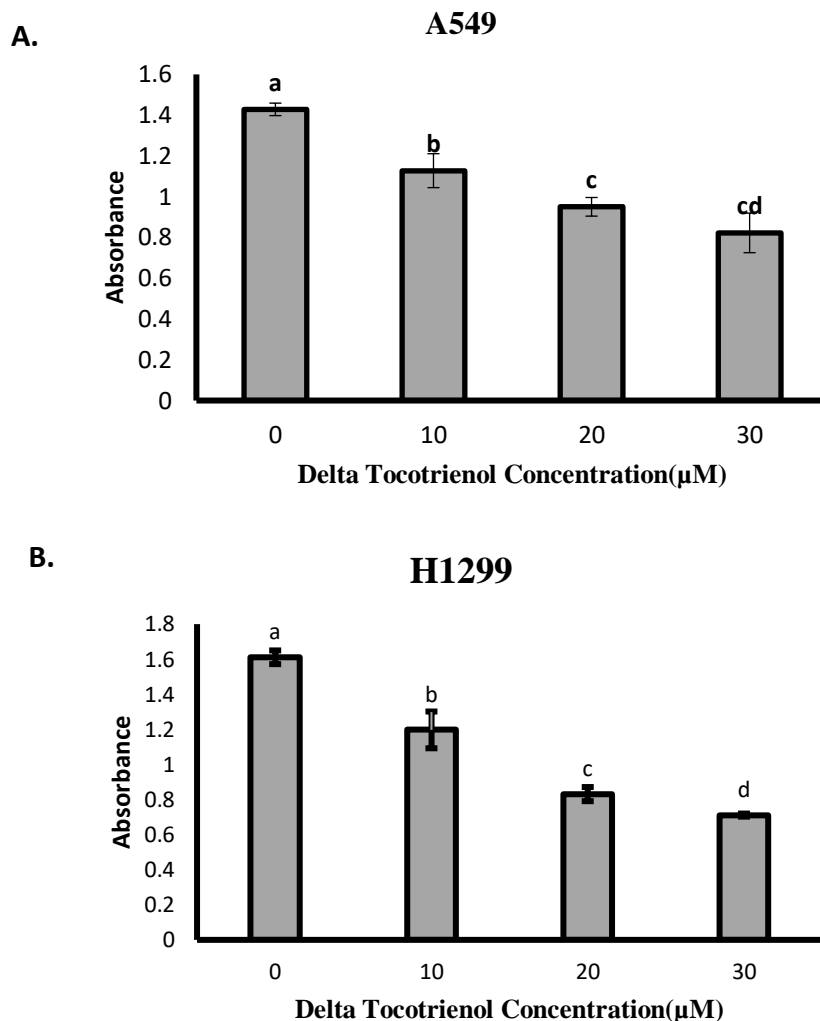 A.
A549
Absorbance
1.6
1.4
1.2
1
0.8
0.6
0.4
0.2
0
a
b
c
cd
0 10 20 30
Delta Tocotrienol Concentration(µM)
B.
H1299
Absorbance
1.8
1.6
1.4
1.2
1
0.8
0.6
0.4
0.2
0
a
b
c
d
0 10 20 30
Delta Tocotrienol Concentration(µM)